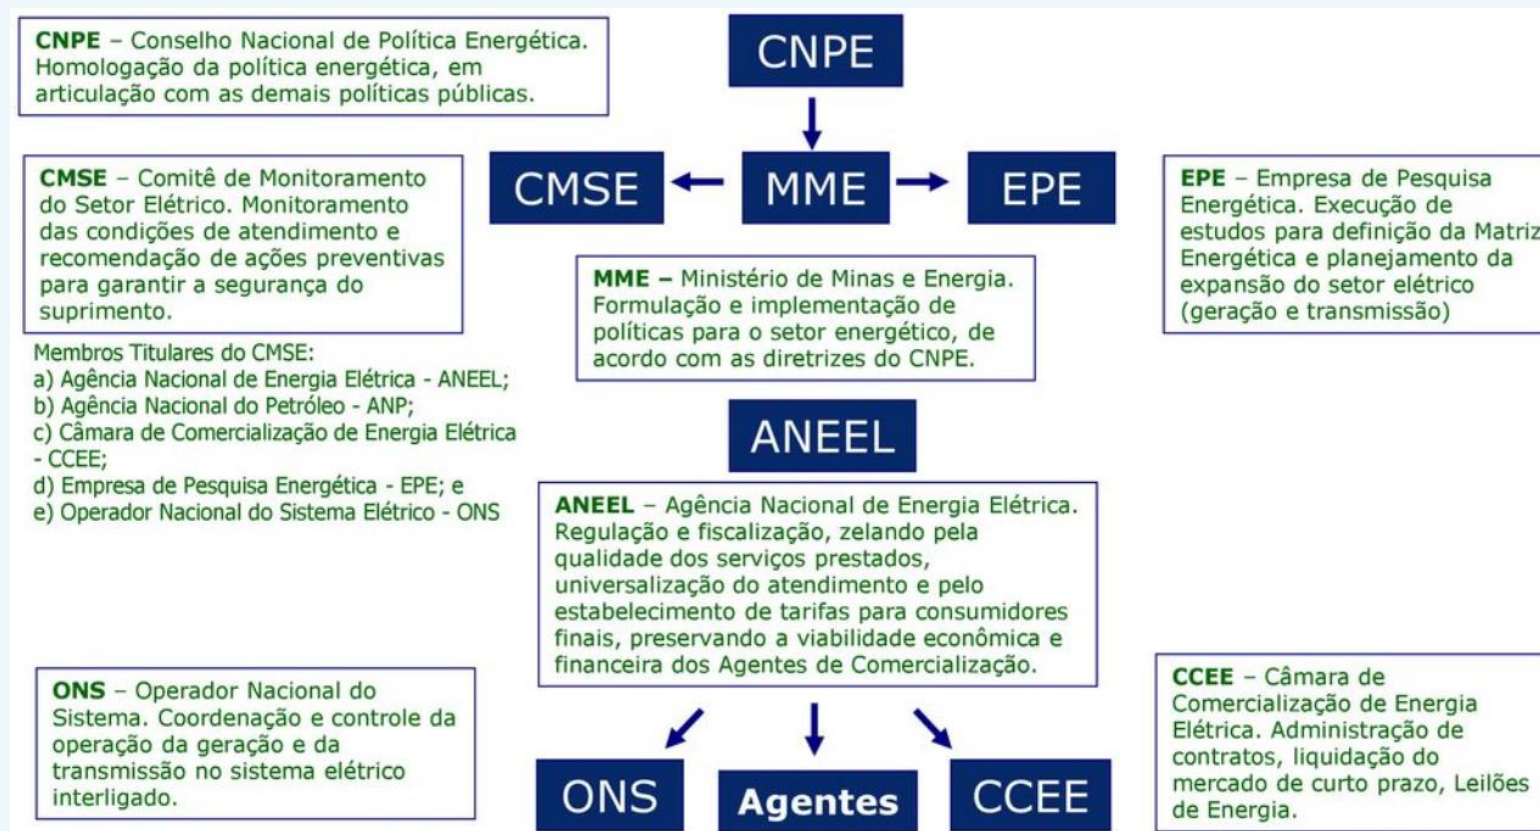 CNPE – Conselho Nacional de Política Energética.
Homologação da política energética, em
articulação com as demais políticas públicas.
CNPE
CMSE
MME
EPE
CMSE – Comitê de Monitoramento
do Setor Elétrico. Monitoramento
das condições de atendimento e
recomendação de ações preventivas
para garantir a segurança do
suprimento.
EPE – Empresa de Pesquisa
Energética. Execução de
estudos para definição da Matriz
Energética e planejamento da
expansão do setor elétrico
(geração e transmissão)
MME – Ministério de Minas e Energia.
Formulação e implementação de
políticas para o setor energético, de
acordo com as diretrizes do CNPE.
Membros Titulares do CMSE:
a) Agência Nacional de Energia Elétrica - ANEEL;
b) Agência Nacional do Petróleo - ANP;
c) Câmara de Comercialização de Energia Elétrica
- CCEE;
d) Empresa de Pesquisa Energética - EPE; e
e) Operador Nacional do Sistema Elétrico - ONS
ANEEL
ANEEL – Agência Nacional de Energia Elétrica.
Regulação e fiscalização, zelando pela
qualidade dos serviços prestados,
universalização do atendimento e pelo
estabelecimento de tarifas para consumidores
finais, preservando a viabilidade econômica e
financeira dos Agentes de Comercialização.
ONS – Operador Nacional do
Sistema. Coordenação e controle da
operação da geração e da
transmissão no sistema elétrico
interligado.
CCEE – Câmara de
Comercialização de Energia
Elétrica. Administração de
contratos, liquidação do
mercado de curto prazo, Leilões
de Energia.
ONS
Agentes
CCEE